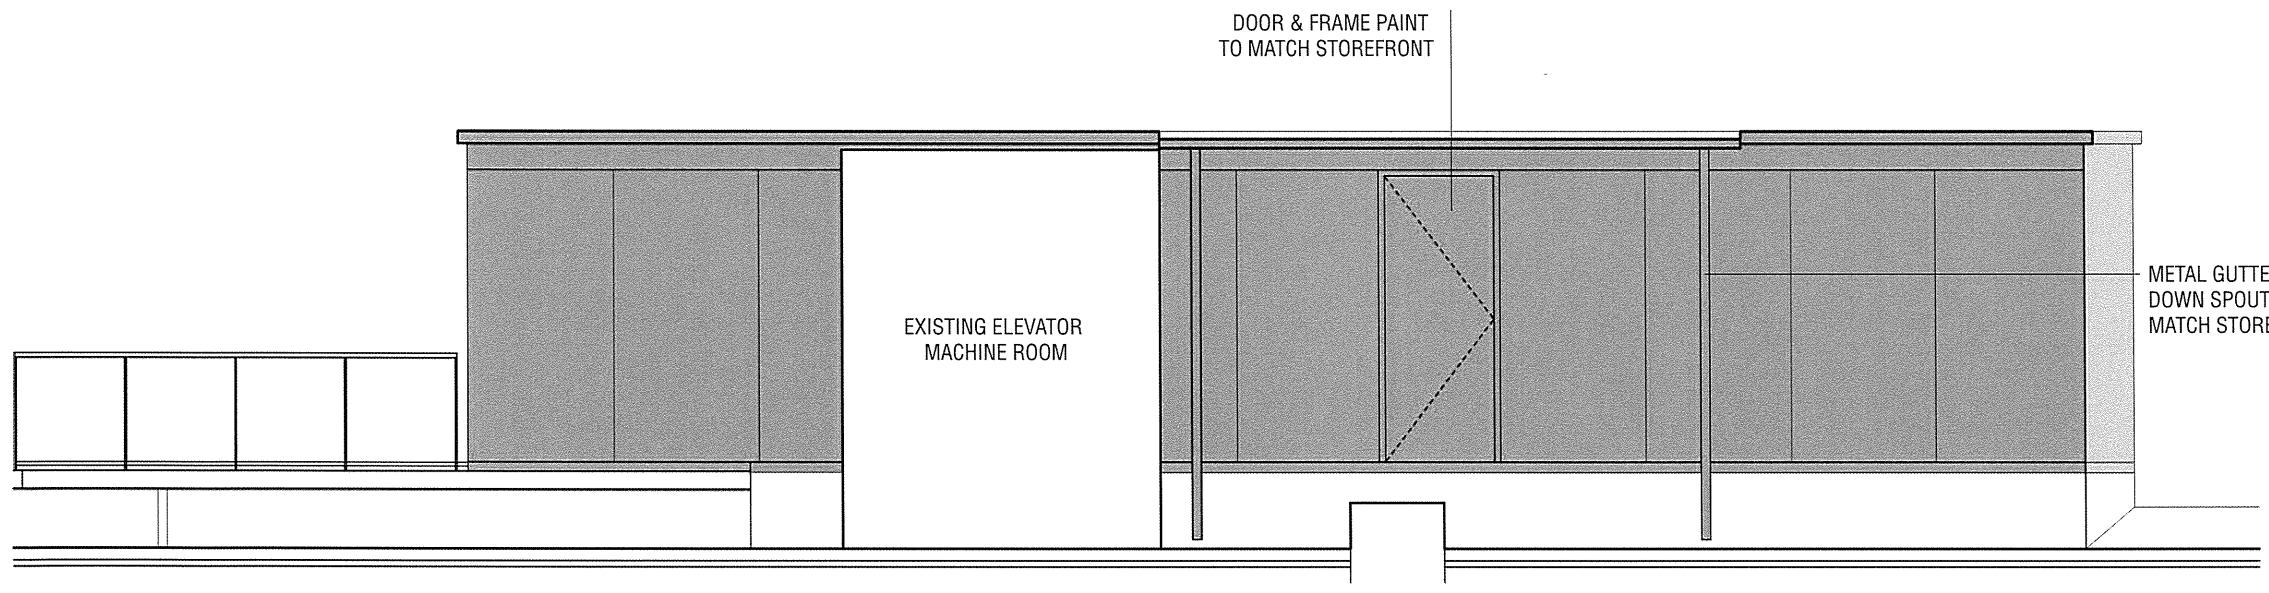 DOOR & FRAME PAINT
TO MATCH STOREFRONT
EXISTING ELEVATOR
MACHINE ROOM
METAL GUTTE
DOWN SPOUT
MATCH STORE